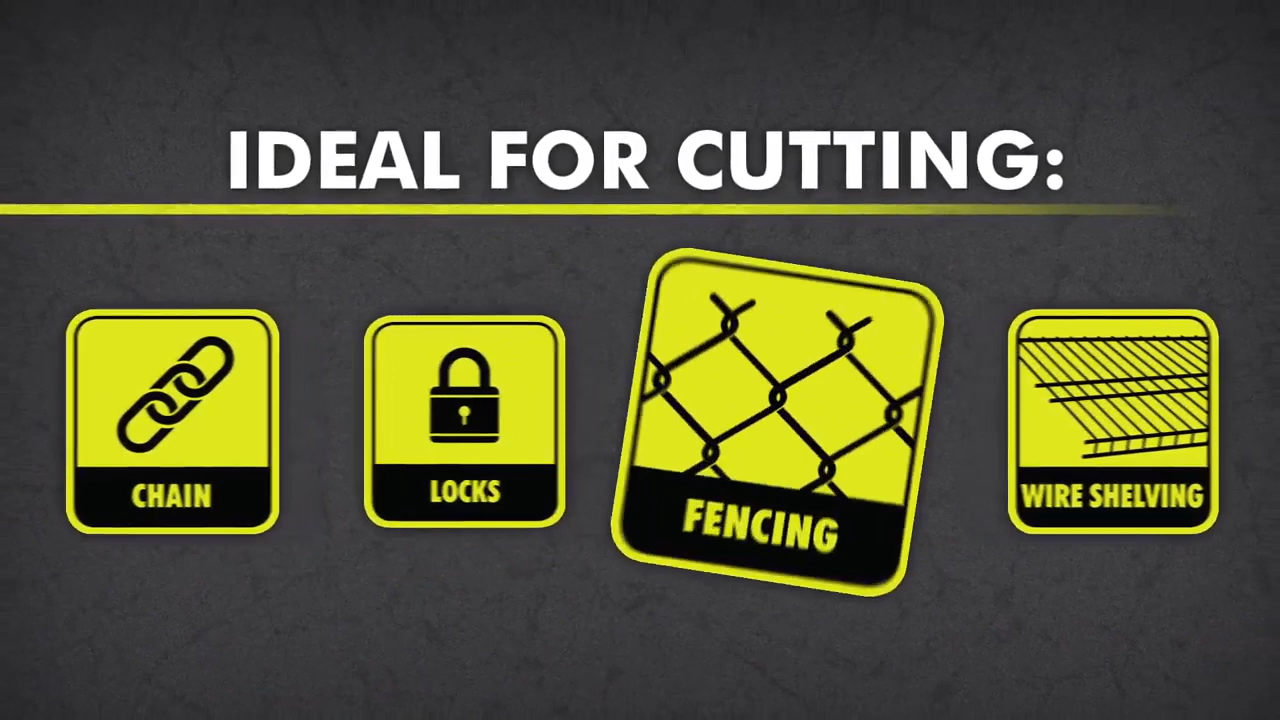 IDEAL FOR CUTTING:
CHAIN
LOCKS
FENCING
WIRE SHELVING